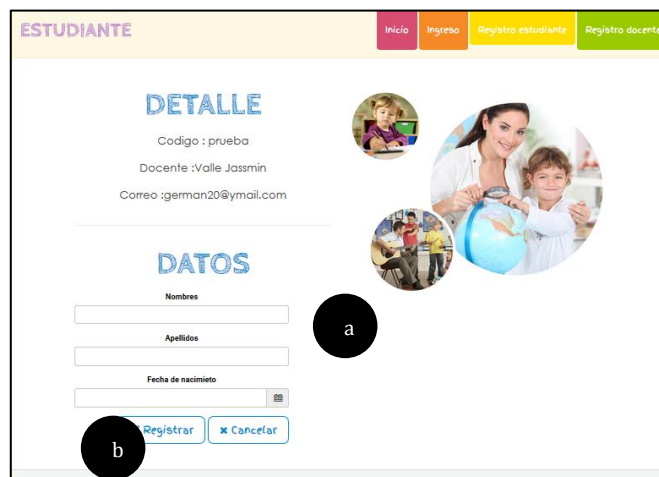 ESTUDIANTE
Inicio
Ingreso
Registro estudiante
Registro docente
DETALLE
Codigo : prueba
Docente :Valle Jassmin
Correo :german20@ymail.com
DATOS
Nombres
a
Apellidos
Fecha de nacimieto
Registrar
✖ Cancelar
b